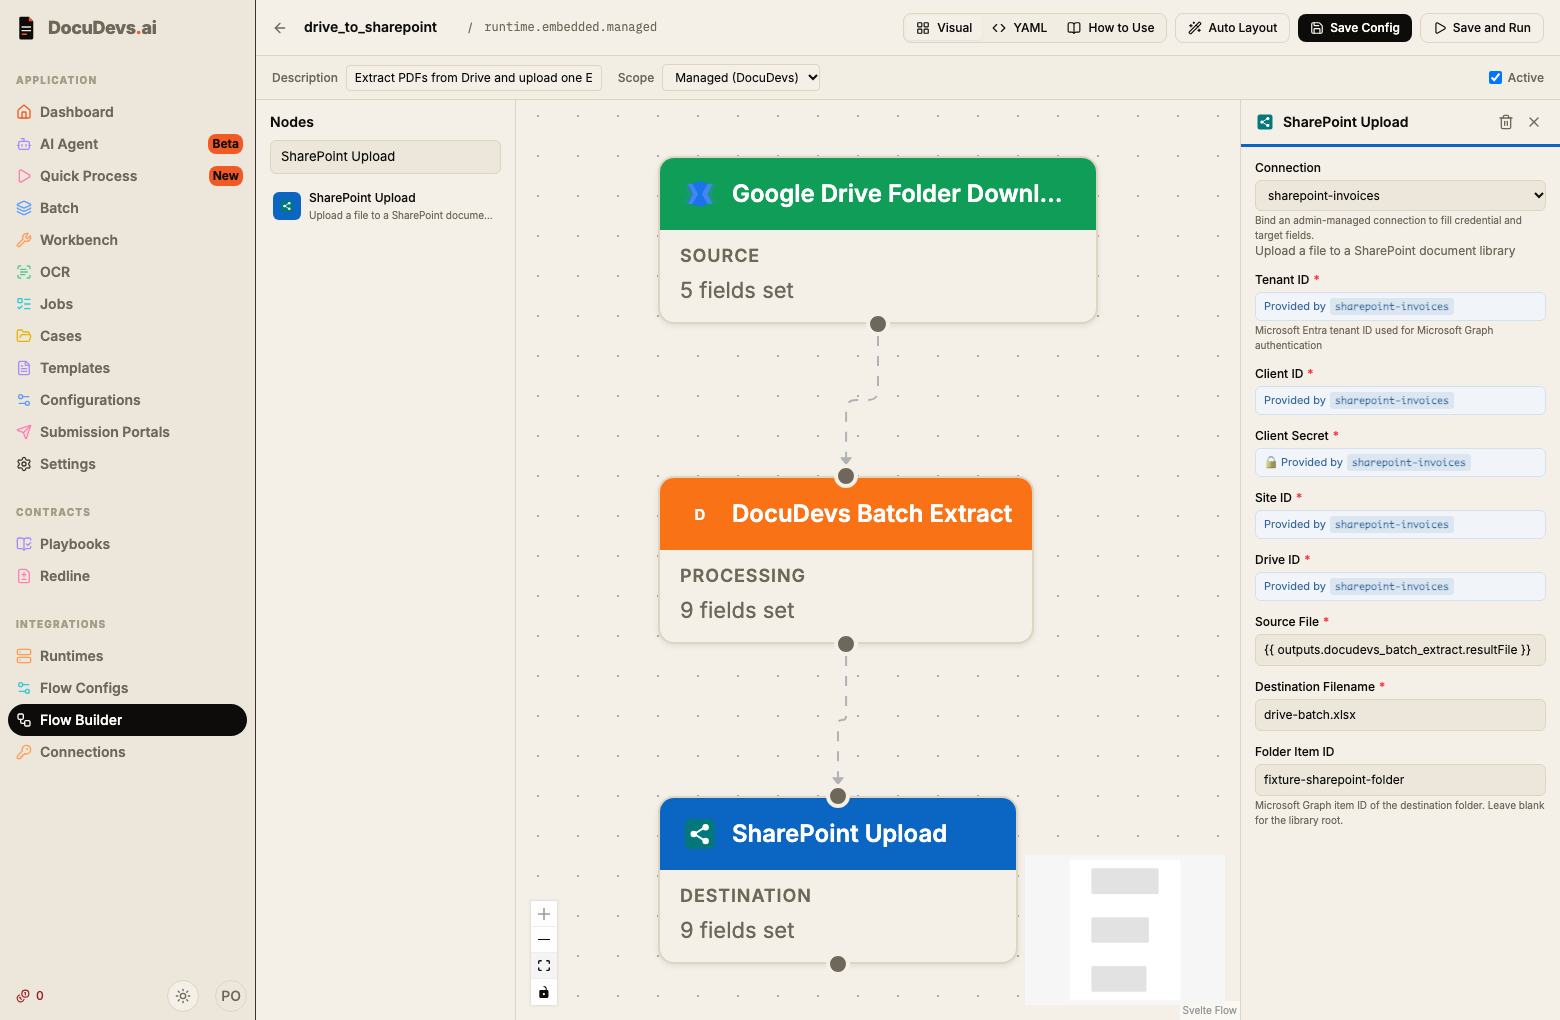 DocuDevs.ai
APPLICATION
Dashboard
AI Agent
Beta
Quick Process
New
Batch
Workbench
OCR
Jobs
Cases
Templates
Configurations
Submission Portals
Settings
CONTRACTS
Playbooks
Redline
INTEGRATIONS
Runtimes
Flow Configs
Flow Builder
Connections
0
PO
drive_to_sharepoint / runtime.embedded.managed
Visual
YAML
How to Use
Auto Layout
Save Config
Save and Run
Description
Extract PDFs from Drive and upload one E
Scope
Managed (DocuDevs)
Active
Nodes
SharePoint Upload
SharePoint Upload
Upload a file to a SharePoint docume...
Google Drive Folder Downl...
SOURCE
5 fields set
D
DocuDevs Batch Extract
PROCESSING
9 fields set
SharePoint Upload
DESTINATION
9 fields set
Svelte Flow
SharePoint Upload
Connection
sharepoint-invoices
Bind an admin-managed connection to fill credential and
target fields.
Upload a file to a SharePoint document library
Tenant ID *
Provided by sharepoint-invoices
Microsoft Entra tenant ID used for Microsoft Graph
authentication
Client ID *
Provided by sharepoint-invoices
Client Secret *
Provided by sharepoint-invoices
Site ID *
Provided by sharepoint-invoices
Drive ID *
Provided by sharepoint-invoices
Source File *
{{ outputs.docudevs_batch_extract.resultFile }}
Destination Filename *
drive-batch.xlsx
Folder Item ID
fixture-sharepoint-folder
Microsoft Graph item ID of the destination folder. Leave blank
for the library root.